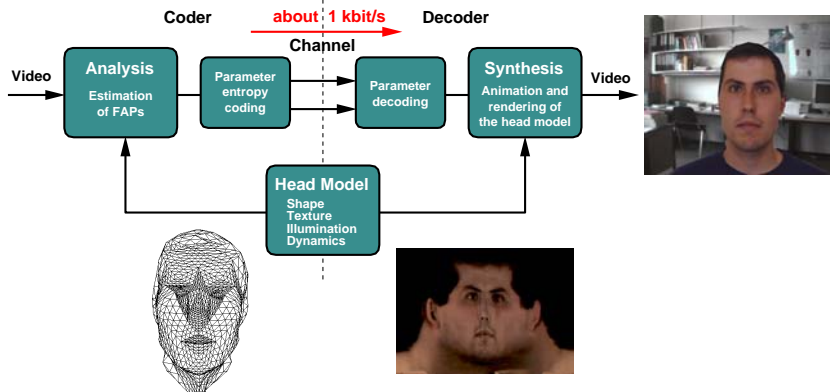 Coder
about 1 kbit/s
Decoder
Channel
Video
Analysis
Estimation
of FAPs
Parameter
entropy
coding
Parameter
decoding
Synthesis
Animation and
rendering of
the head model
Video
Head Model
Shape
Texture
Illumination
Dynamics